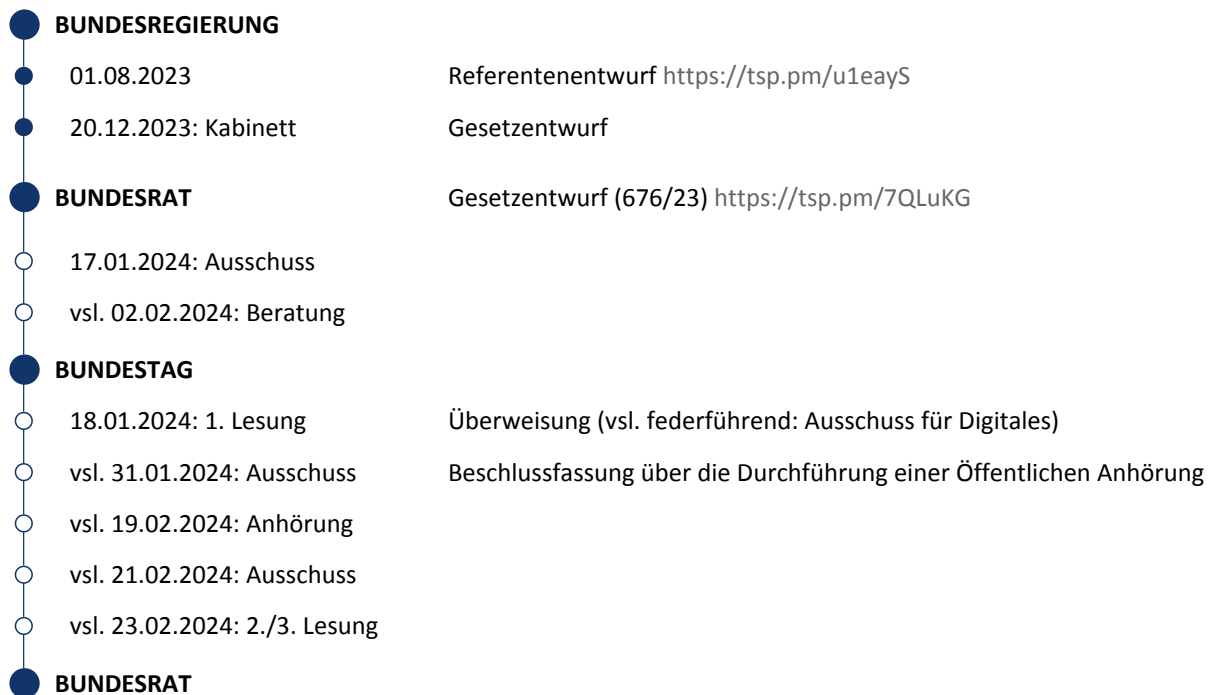 BUNDESREGIERUNG
01.08.2023 Referentenentwurf https://tsp.pm/u1eayS
20.12.2023: Kabinett Gesetzentwurf
BUNDESRAT Gesetzentwurf (676/23) https://tsp.pm/7QLuKG
17.01.2024: Ausschuss
vsl. 02.02.2024: Beratung
BUNDESTAG
18.01.2024: 1. Lesung Überweisung (vsl. federführend: Ausschuss für Digitales)
vsl. 31.01.2024: Ausschuss Beschlussfassung über die Durchführung einer Öffentlichen Anhörung
vsl. 19.02.2024: Anhörung
vsl. 21.02.2024: Ausschuss
vsl. 23.02.2024: 2./3. Lesung
BUNDESRAT